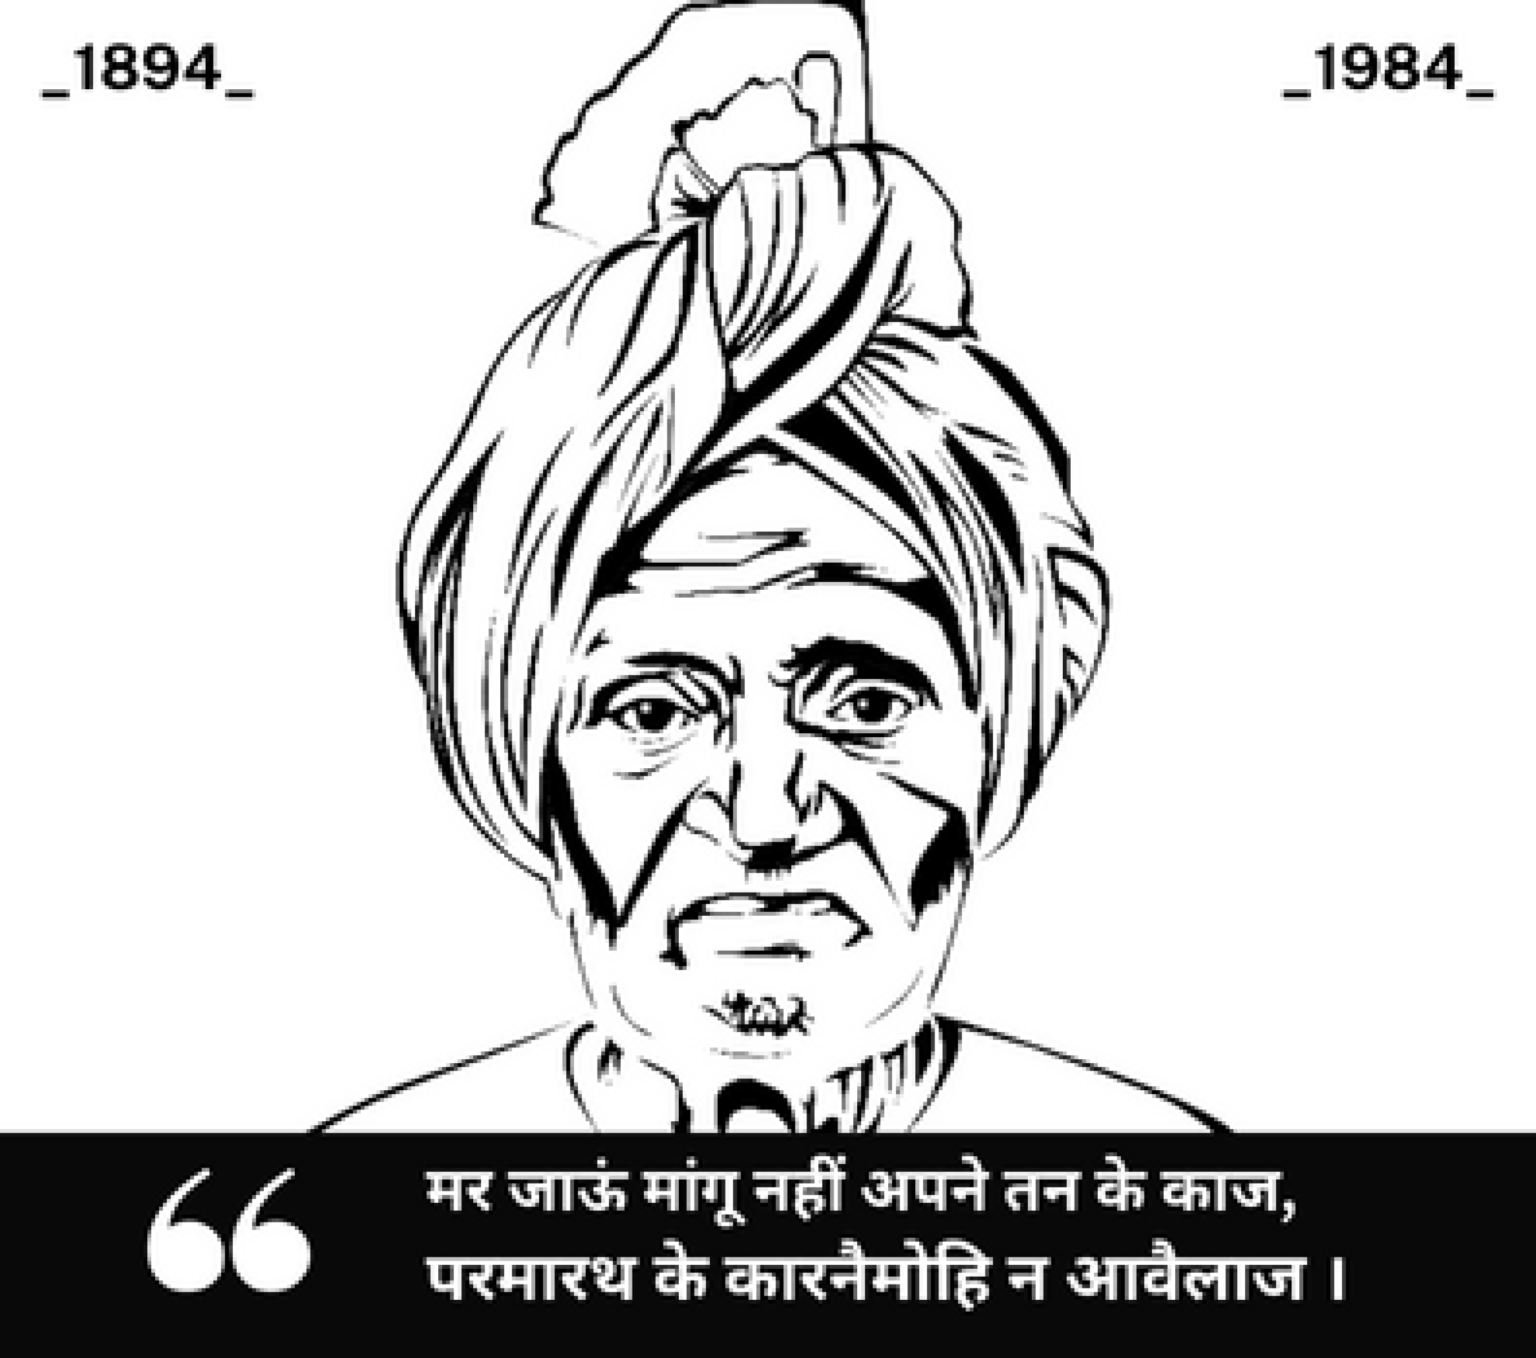 _1894_
_1984_
“
मर जाऊं मांगू नहीं अपने तन के काज,
परमारथ के कारनैमोहि न आवैलाज ।